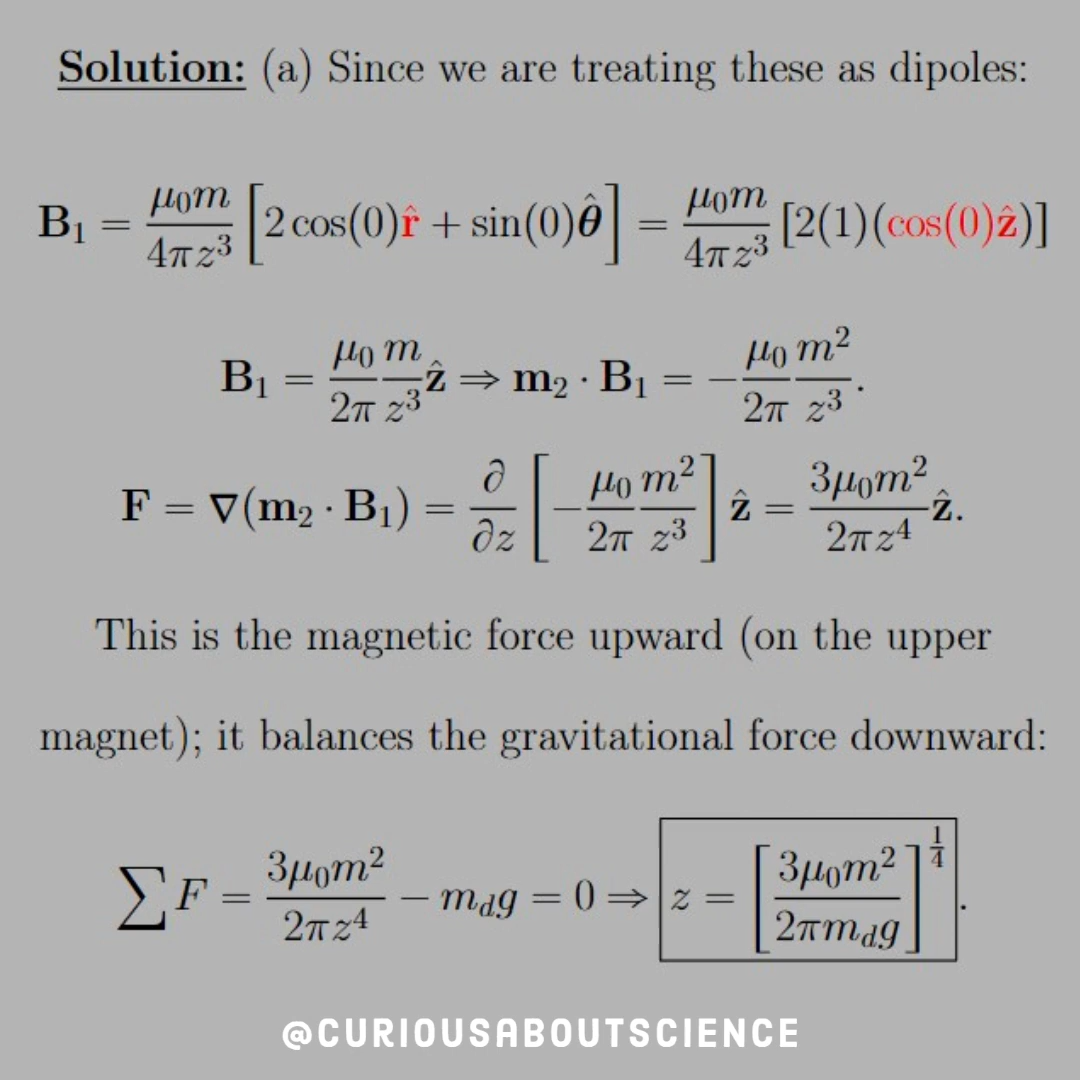 Solution: (a) Since we are treating these as dipoles:
B₁ = μ₀m/4πz³ [2 cos(0)r̂ + sin(0)θ̂] = μ₀m/4πz³ [2(1)(cos(0)ẑ)]
B₁ = μ₀/2π m/z³ ẑ ⇒ m₂ · B₁ = −μ₀/2π m²/z³.
F = ∇(m₂ · B₁) = ∂/∂z [−μ₀/2π m²/z³] ẑ = 3μ₀m²/2πz⁴ ẑ.
This is the magnetic force upward (on the upper
magnet); it balances the gravitational force downward:
∑ F = 3μ₀m²/2πz⁴ − m_d g = 0 ⇒ z = [3μ₀m²/2πm_d g]^(1/4).
@CURIOUSABOUTSCIENCE